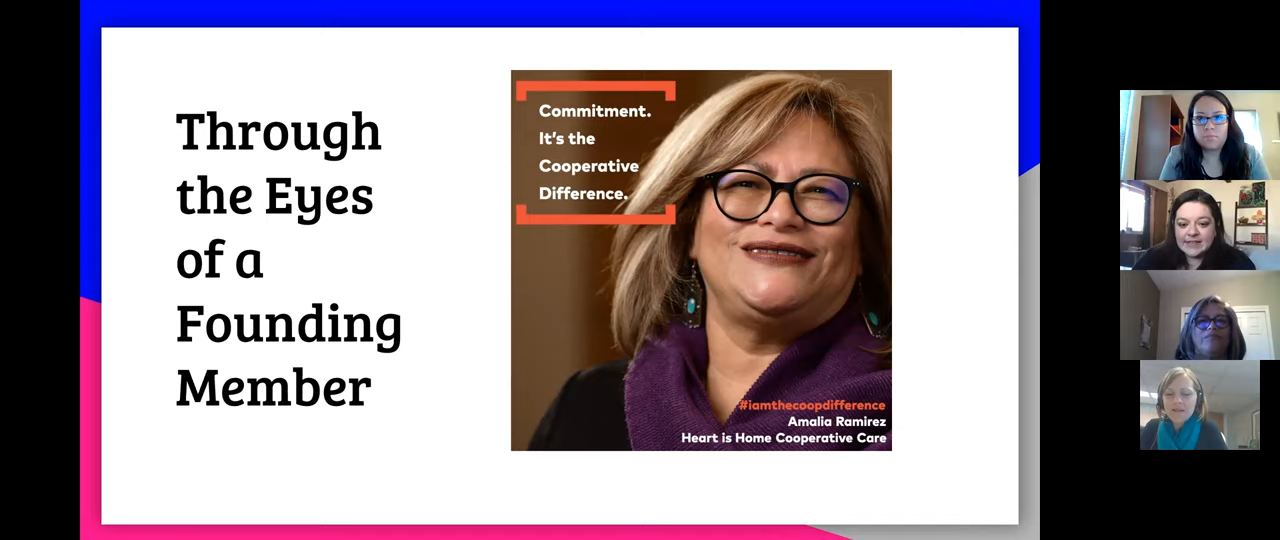 Through
the Eyes
of a
Founding
Member
Commitment.
It's the
Cooperative
Difference.
#iamthecoopdifference
Amalia Ramirez
Heart is Home Cooperative Care